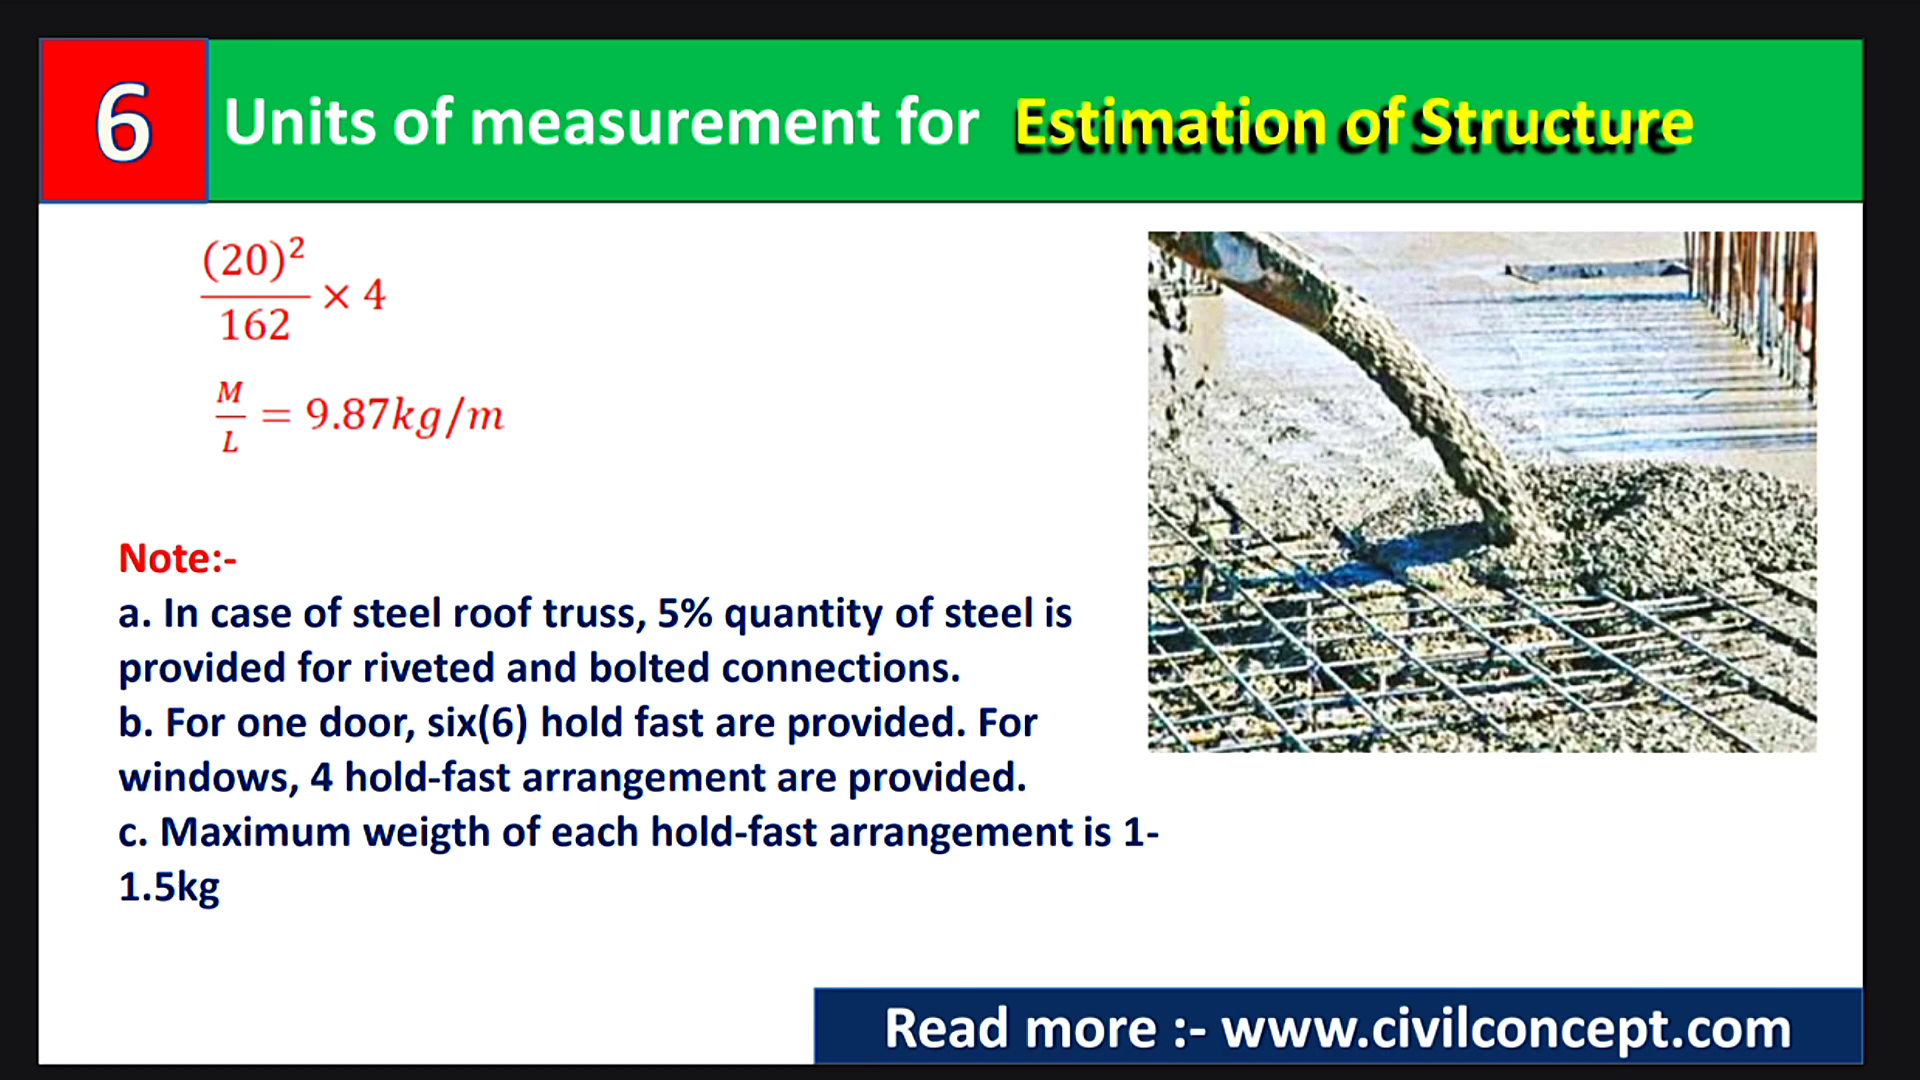 6
Units of measurement for Estimation of Structure
(20)²
162
× 4
M
L
= 9.87kg/m
Note:-
a. In case of steel roof truss, 5% quantity of steel is
provided for riveted and bolted connections.
b. For one door, six(6) hold fast are provided. For
windows, 4 hold-fast arrangement are provided.
c. Maximum weigth of each hold-fast arrangement is 1-
1.5kg
Read more :- www.civilconcept.com